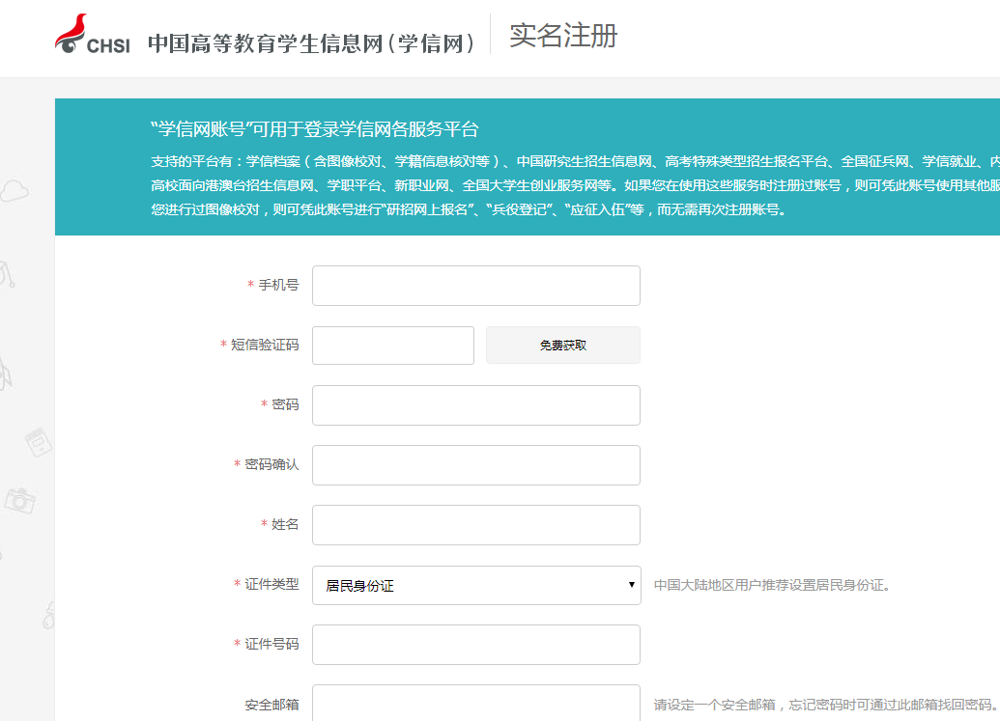 CHSI 中国高等教育学生信息网(学信网) 实名注册
“学信网账号”可用于登录学信网各服务平台
支持的平台有：学信档案（含图像校对、学籍信息核对等）、中国研究生招生信息网、高考特殊类型招生报名平台、全国征兵网、学信就业、内
高校面向港澳台招生信息网、学职平台、新职业网、全国大学生创业服务网等。如果您在使用这些服务时注册过账号，则可凭此账号使用其他服
您进行过图像校对，则可凭此账号进行“研招网上报名”、“兵役登记”、“应征入伍”等，而无需再次注册账号。
* 手机号
* 短信验证码 免费获取
* 密码
* 密码确认
* 姓名
* 证件类型 居民身份证 中国大陆地区用户推荐设置居民身份证。
* 证件号码
安全邮箱 请设定一个安全邮箱，忘记密码时可通过此邮箱找回密码。